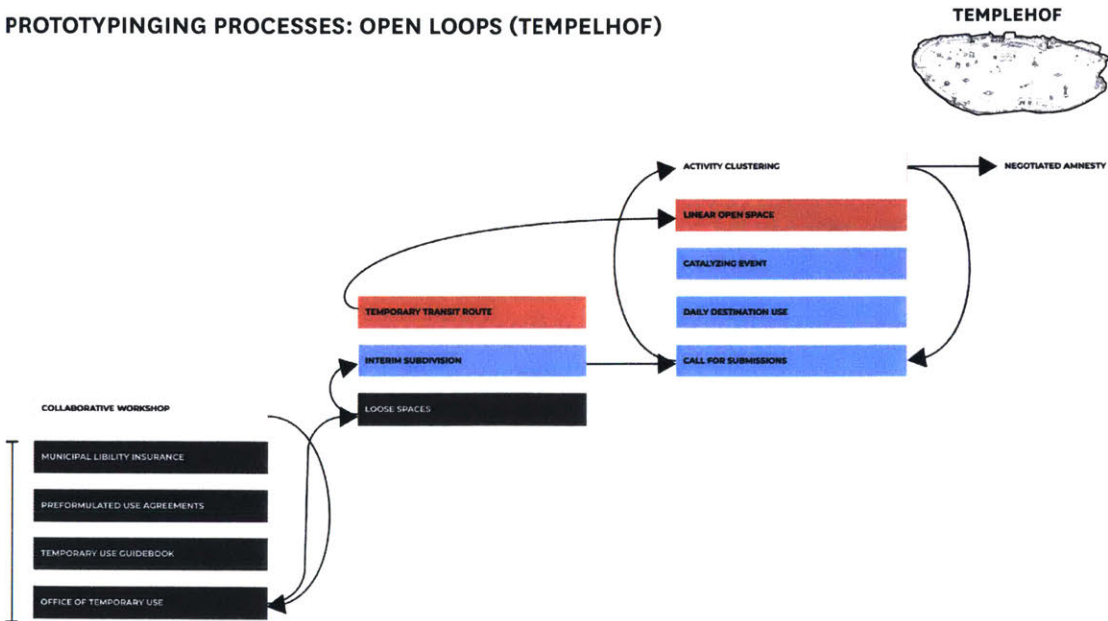 PROTOTYPINGING PROCESSES: OPEN LOOPS (TEMPELHOF)
TEMPLEHOF
ACTIVITY CLUSTERING
NEGOTIATED AMNESTY
LINEAR OPEN SPACE
CATALYZING EVENT
TEMPORARY TRANSIT ROUTE
DAILY DESTINATION USE
INTERIM SUBDIVISION
CALL FOR SUBMISSIONS
COLLABORATIVE WORKSHOP
LOOSE SPACES
MUNICIPAL LIBILITY INSURANCE
PREFORMULATED USE AGREEMENTS
TEMPORARY USE GUIDEBOOK
OFFICE OF TEMPORARY USE